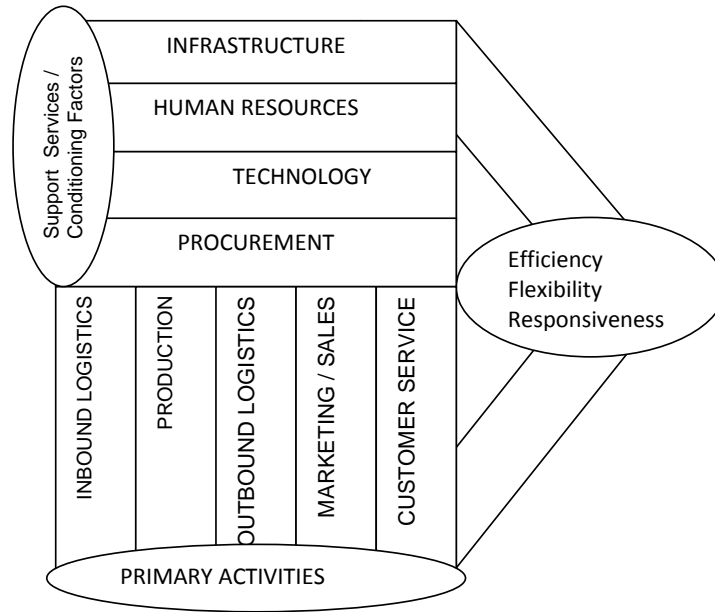 Support Services /
Conditioning Factors
INFRASTRUCTURE
HUMAN RESOURCES
TECHNOLOGY
PROCUREMENT
Efficiency
Flexibility
Responsiveness
INBOUND LOGISTICS
PRODUCTION
OUTBOUND LOGISTICS
MARKETING / SALES
CUSTOMER SERVICE
PRIMARY ACTIVITIES